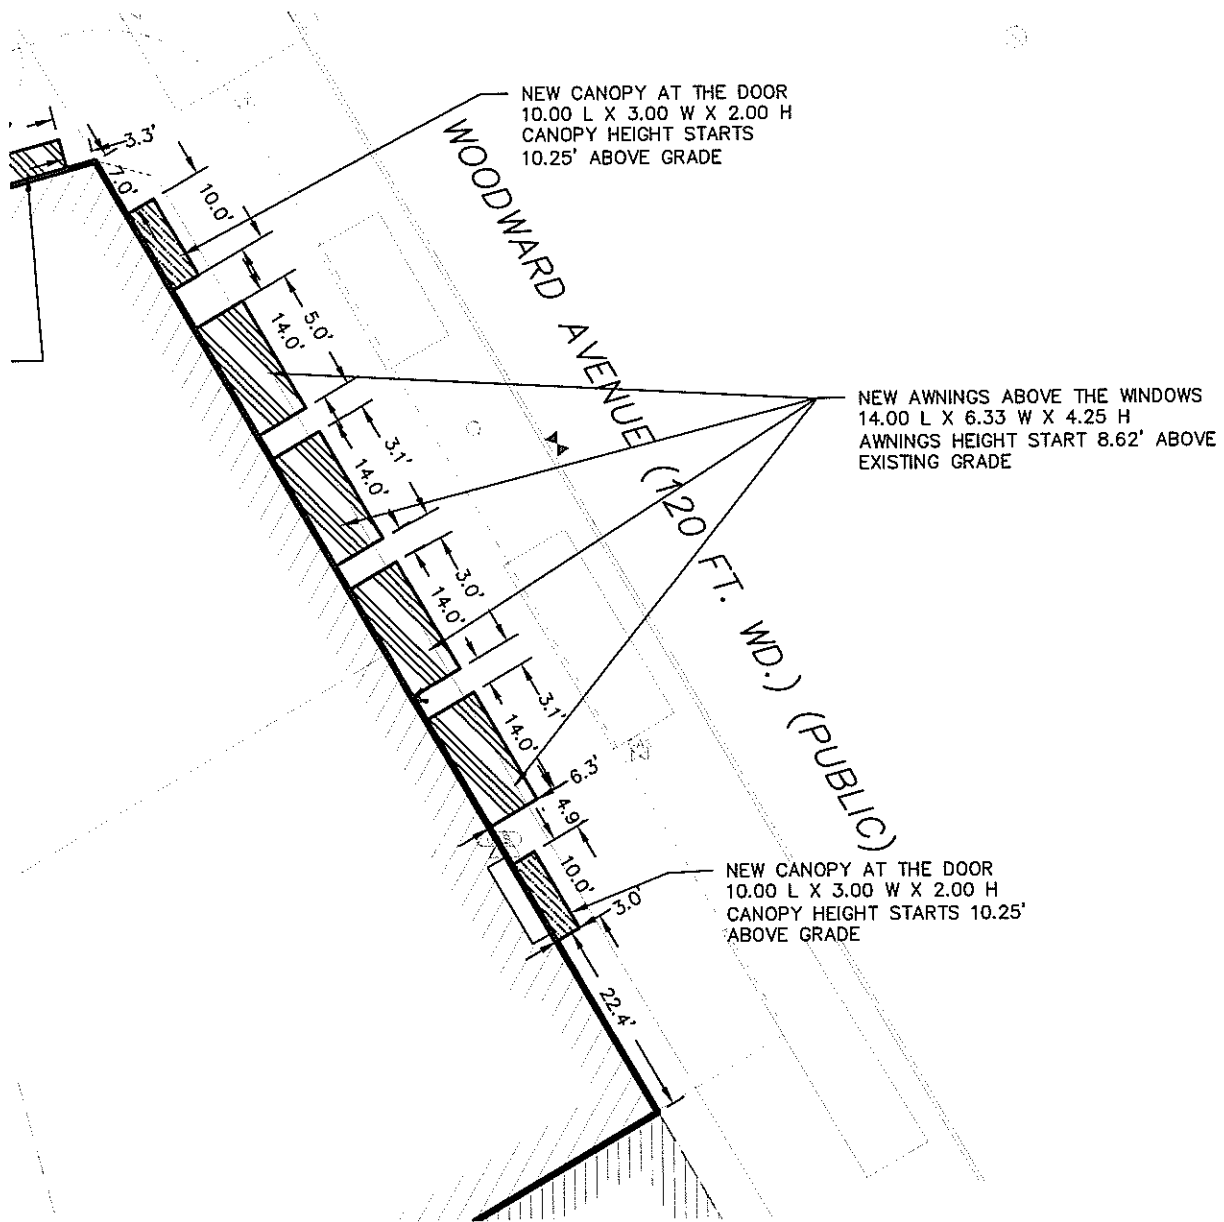 NEW CANOPY AT THE DOOR
10.00 L X 3.00 W X 2.00 H
CANOPY HEIGHT STARTS
10.25' ABOVE GRADE
3.3'
7.0'
10.0'
WOODWARD AVENUE (120 FT. WD.) (PUBLIC)
5.0'
14.0'
NEW AWNINGS ABOVE THE WINDOWS
14.00 L X 6.33 W X 4.25 H
AWNINGS HEIGHT START 8.62' ABOVE
EXISTING GRADE
3.1'
14.0'
3.0'
14.0'
3.1'
14.0'
6.3'
4.9
10.0'
3.0'
NEW CANOPY AT THE DOOR
10.00 L X 3.00 W X 2.00 H
CANOPY HEIGHT STARTS 10.25'
ABOVE GRADE
22.4'